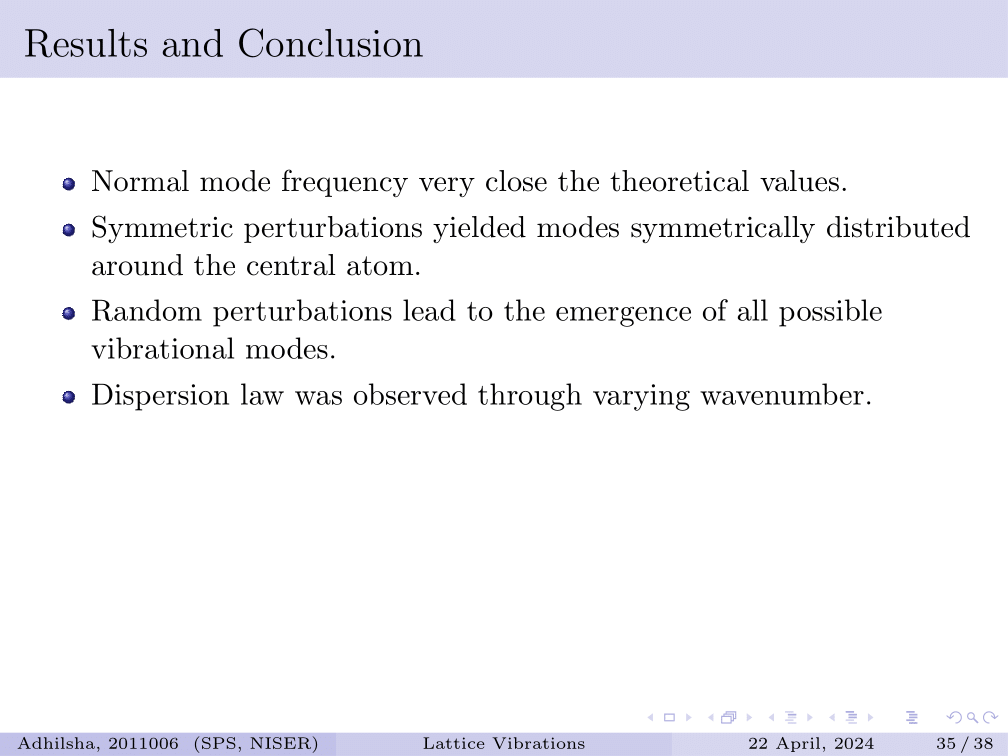 Results and Conclusion
Normal mode frequency very close the theoretical values.
Symmetric perturbations yielded modes symmetrically distributed
around the central atom.
Random perturbations lead to the emergence of all possible
vibrational modes.
Dispersion law was observed through varying wavenumber.
Adhilsha, 2011006 (SPS, NISER) Lattice Vibrations 22 April, 2024 35 / 38